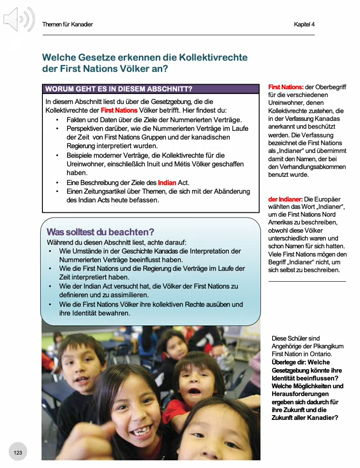 Themen für Kanadier
Kapitel 4
Welche Gesetze erkennen die Kollektivrechte
der First Nations Völker an?
WORUM GEHT ES IN DIESEM ABSCHNITT?
In diesem Abschnitt liest du über die Gesetzgebung, die die
Kollektivrechte der First Nations Völker betrifft. Hier findest du:
• Fakten und Daten über die Ziele der Nummerierten Verträge.
• Perspektiven darüber, wie die Nummerierten Verträge im Laufe
der Zeit von First Nations Gruppen und der kanadischen
Regierung interpretiert wurden.
• Beispiele moderner Verträge, die Kollektivrechte für die
Ureinwohner, einschließlich Inuit und Métis Völker geschaffen
haben.
• Eine Beschreibung der Ziele des Indian Act.
• Einen Zeitungsartikel über Themen, die sich mit der Abänderung
des Indian Acts heute befassen.
Was solltest du beachten?
Während du diesen Abschnitt liest, achte darauf:
• Wie Umstände in der Geschichte Kanadas die Interpretation der
Nummerierten Verträge beeinflusst haben.
• Wie die First Nations und die Regierung die Verträge im Laufe der
Zeit interpretiert haben.
• Wie der Indian Act versucht hat, die Völker der First Nations zu
definieren und zu assimilieren.
• Wie die First Nations Völker ihre kollektiven Rechte ausüben und
ihre Identität bewahren.
First Nations: der Oberbegriff
für die verschiedenen
Ureinwohner, denen
Kollektivrechte zustehen, die
in der Verfassung Kanadas
anerkannt und beschützt
werden. Die Verfassung
bezeichnet die First Nations
als „Indianer“ und übernimmt
damit den Namen, der bei
den Verhandlungsabkommen
benutzt wurde.
der Indianer: Die Europäer
wählten das Wort „Indianer“,
um die First Nations Nord
Amerikas zu beschreiben,
obwohl diese Völker
unterschiedlich waren und
schon Namen hatten.
Viele First Nations mögen den
Begriff „Indianer“ nicht, um
sich selbst zu beschreiben.
Diese Schüler sind
Angehörige der Pikangikum
First Nation in Ontario.
Überlege dir: Welche
Gesetzgebung könnte ihre
Identität beeinflussen?
Welche Möglichkeiten und
Herausforderungen
ergeben sich dadurch für
ihre Zukunft und die
Zukunft aller Kanadier?
123